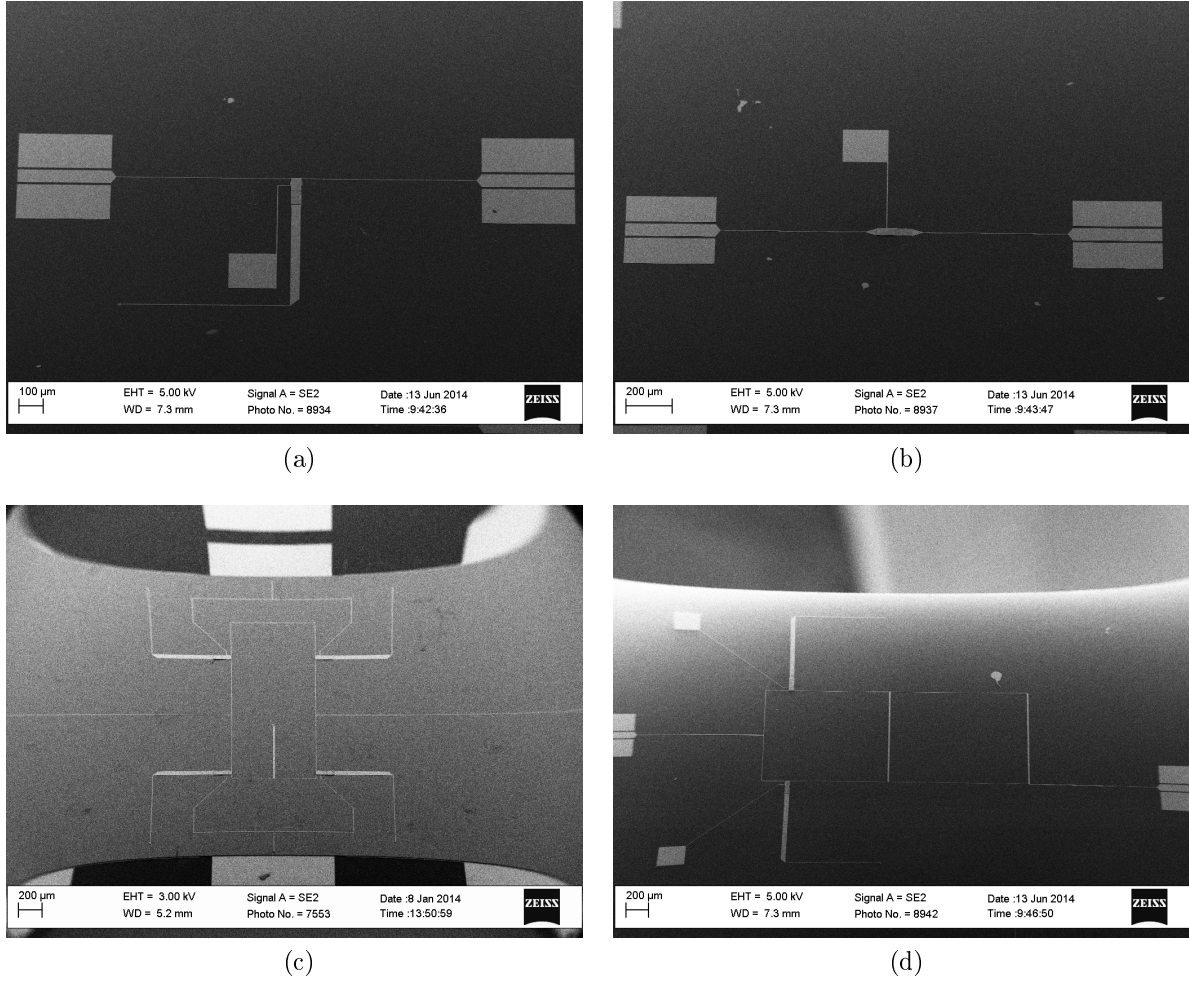 100 µm
EHT = 5.00 kV
WD = 7.3 mm
Signal A = SE2
Photo No. = 8934
Date :13 Jun 2014
Time :9:42:36
ZEISS
(a)
200 µm
EHT = 5.00 kV
WD = 7.3 mm
Signal A = SE2
Photo No. = 8937
Date :13 Jun 2014
Time :9:43:47
ZEISS
(b)
200 µm
EHT = 3.00 kV
WD = 5.2 mm
Signal A = SE2
Photo No. = 7553
Date :8 Jan 2014
Time :13:50:59
ZEISS
(c)
200 µm
EHT = 5.00 kV
WD = 7.3 mm
Signal A = SE2
Photo No. = 8942
Date :13 Jun 2014
Time :9:46:50
ZEISS
(d)